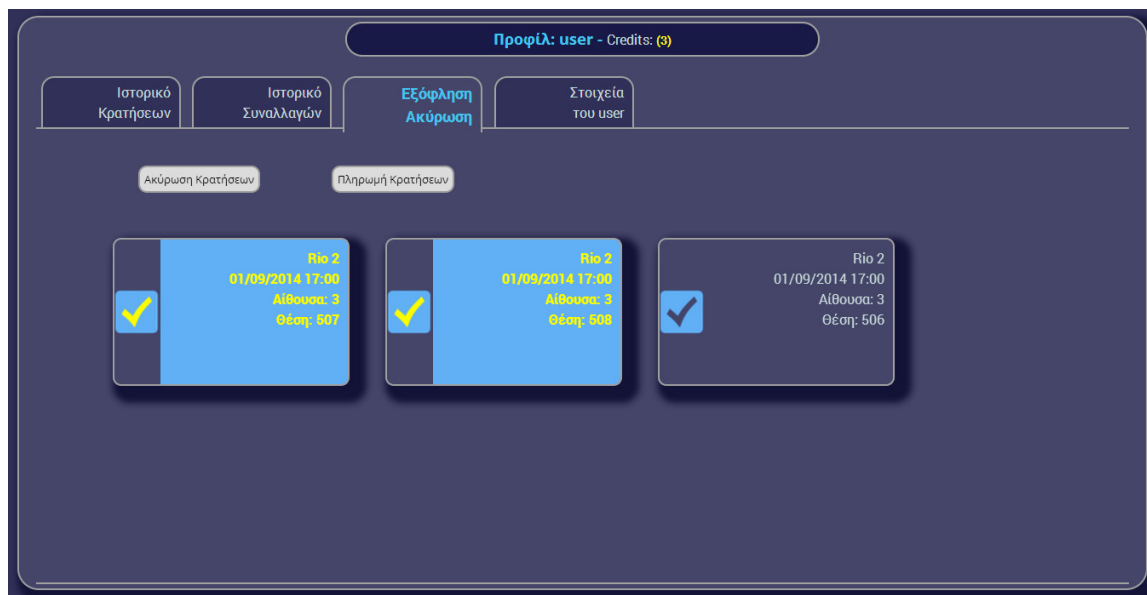 Προφίλ: user - Credits: (3)
Ιστορικό
Κρατήσεων
Ιστορικό
Συναλλαγών
Εξόφληση
Ακύρωση
Στοιχεία
του user
Ακύρωση Κρατήσεων
Πληρωμή Κρατήσεων
Rio 2
01/09/2014 17:00
Αίθουσα: 3
Θέση: 507
Rio 2
01/09/2014 17:00
Αίθουσα: 3
Θέση: 508
Rio 2
01/09/2014 17:00
Αίθουσα: 3
Θέση: 506